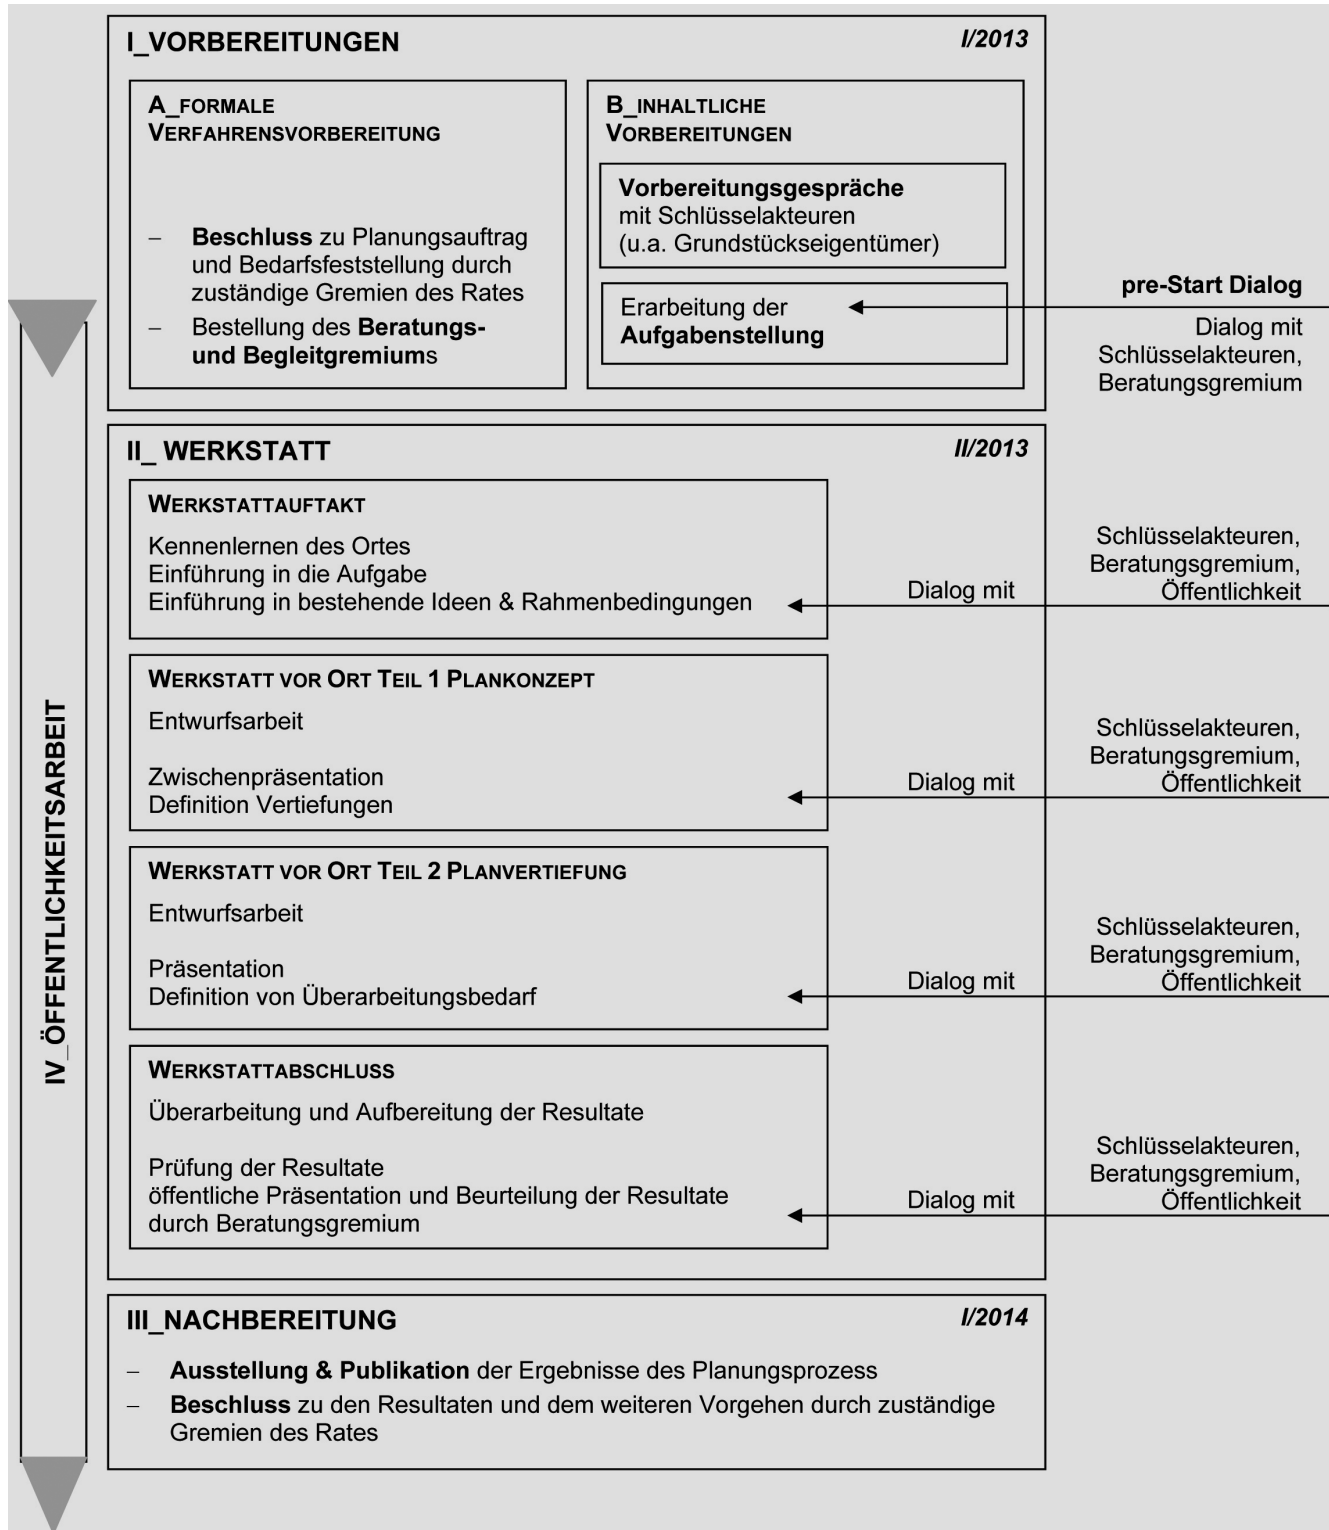 I_VORBEREITUNGEN
I/2013
A_FORMALE
VERFAHRENSVORBEREITUNG
– Beschluss zu Planungsauftrag
und Bedarfsfeststellung durch
zuständige Gremien des Rates
– Bestellung des Beratungs-
und Begleitgremiums
B_INHALTLICHE
VORBEREITUNGEN
Vorbereitungsgespräche
mit Schlüsselakteuren
(u.a. Grundstückseigentümer)
Erarbeitung der
Aufgabenstellung
pre-Start Dialog
Dialog mit
Schlüsselakteuren,
Beratungsgremium
II_ WERKSTATT
II/2013
WERKSTATTAUFTAKT
Kennenlernen des Ortes
Einführung in die Aufgabe
Einführung in bestehende Ideen & Rahmenbedingungen
Dialog mit
Schlüsselakteuren,
Beratungsgremium,
Öffentlichkeit
WERKSTATT VOR ORT TEIL 1 PLANKONZEPT
Entwurfsarbeit
Zwischenpräsentation
Definition Vertiefungen
Dialog mit
Schlüsselakteuren,
Beratungsgremium,
Öffentlichkeit
WERKSTATT VOR ORT TEIL 2 PLANVERTIEFUNG
Entwurfsarbeit
Präsentation
Definition von Überarbeitungsbedarf
Dialog mit
Schlüsselakteuren,
Beratungsgremium,
Öffentlichkeit
WERKSTATTABSCHLUSS
Überarbeitung und Aufbereitung der Resultate
Prüfung der Resultate
öffentliche Präsentation und Beurteilung der Resultate
durch Beratungsgremium
Dialog mit
Schlüsselakteuren,
Beratungsgremium,
Öffentlichkeit
III_NACHBEREITUNG
I/2014
– Ausstellung & Publikation der Ergebnisse des Planungsprozess
– Beschluss zu den Resultaten und dem weiteren Vorgehen durch zuständige
Gremien des Rates
IV_ÖFFENTLICHKEITSARBEIT